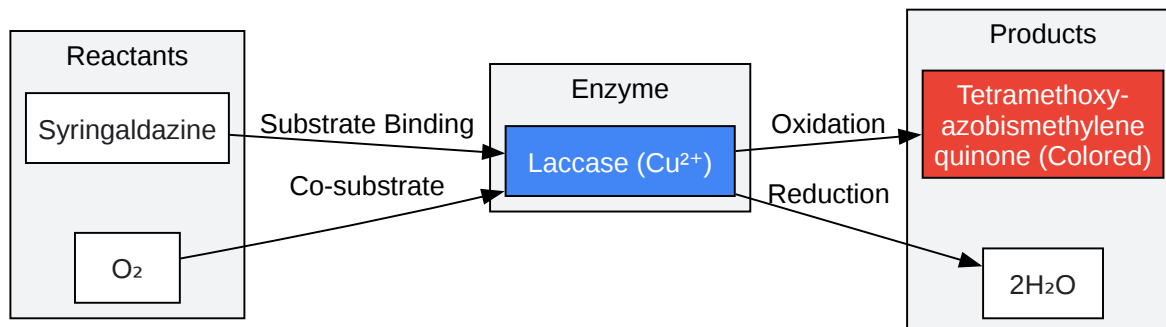 Reactants
Syringaldazine
O₂
Substrate Binding
Co-substrate
Enzyme
Laccase (Cu²⁺)
Oxidation
Reduction
Products
Tetramethoxy-
azobismethylene
quinone (Colored)
2H₂O